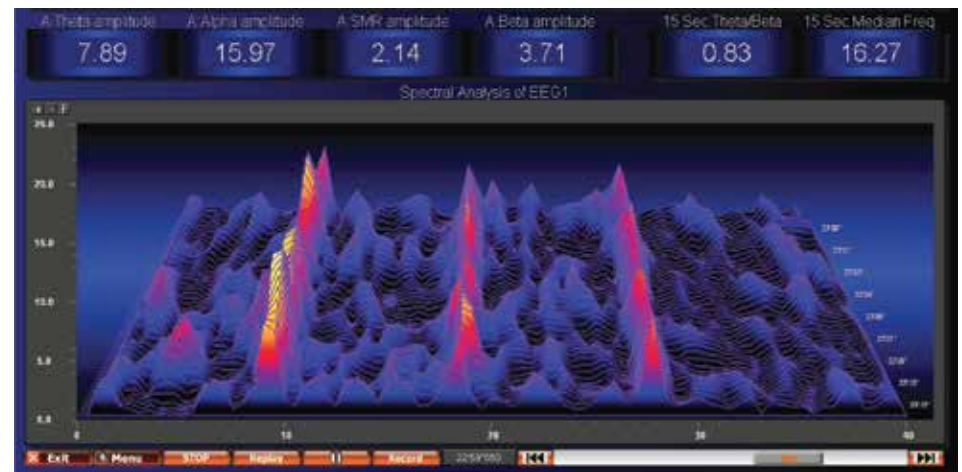 A:Theta amplitude A:Alpha amplitude A:SMR amplitude A:Beta amplitude 15 Sec Theta/Beta 15 Sec Median Freq
7.89 15.97 2.14 3.71 0.83 16.27
Spectral Analysis of EEG1
25.0
20.0
15.0
10.0
5.0
0.0
0 10 20 30 40
Exit Menu STOP Replay Record